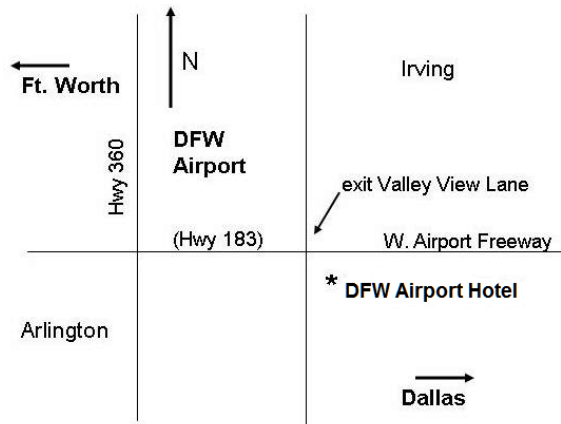 N
Irving
Ft. Worth
DFW
Airport
Hwy 360
exit Valley View Lane
(Hwy 183)
W. Airport Freeway
* DFW Airport Hotel
Arlington
Dallas